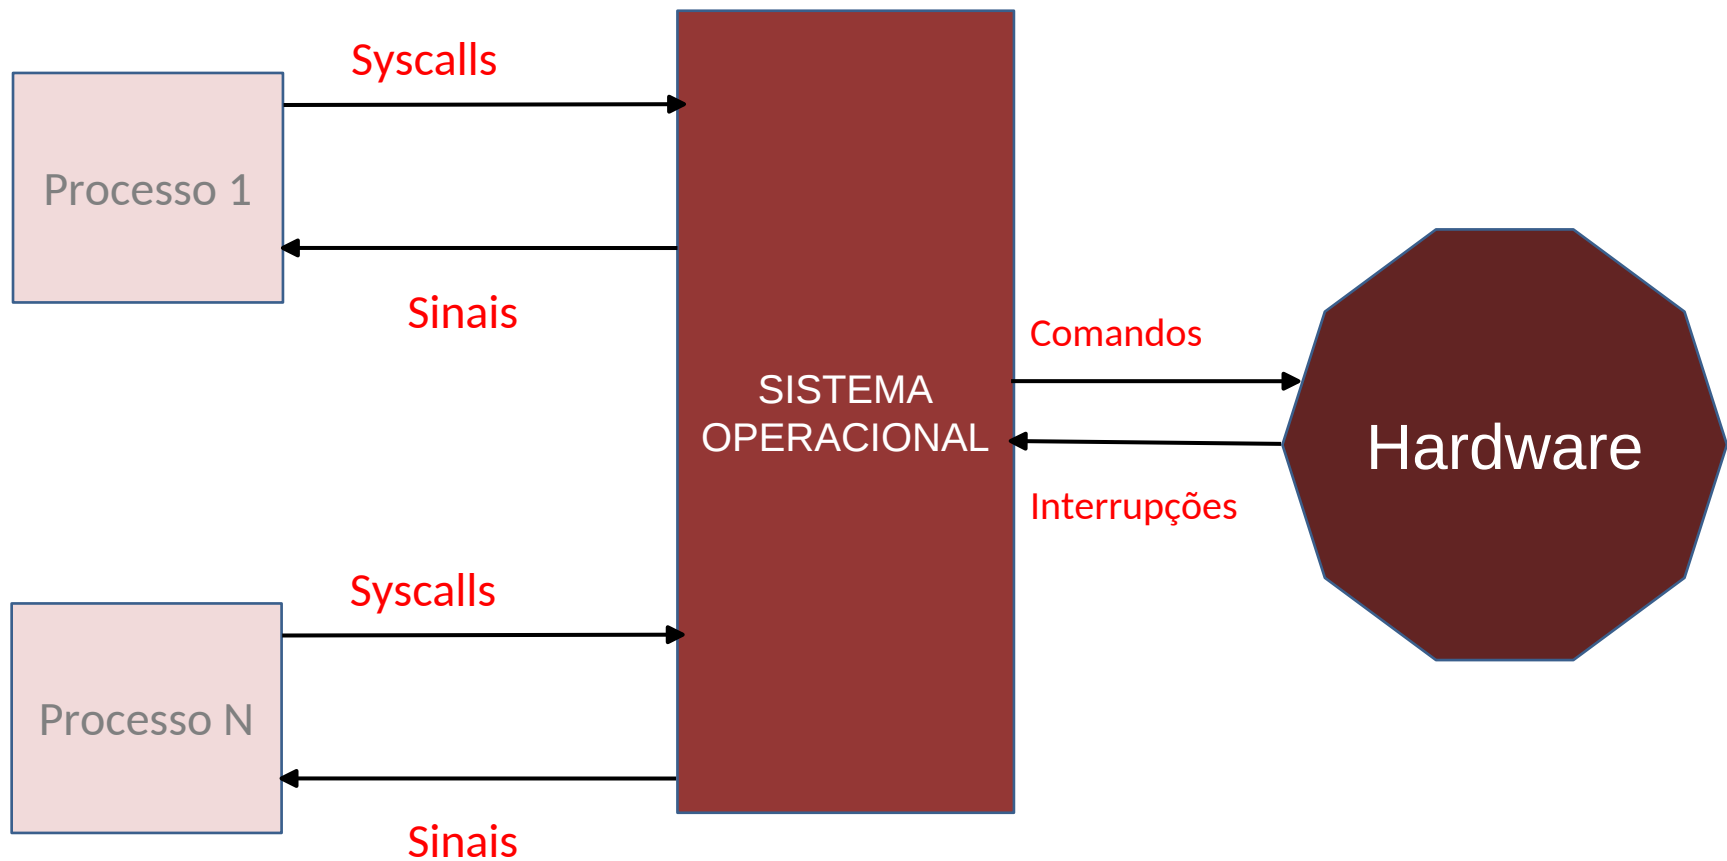 Syscalls
Processo 1
Sinais
SISTEMA
OPERACIONAL
Comandos
Interrupções
Hardware
Syscalls
Processo N
Sinais